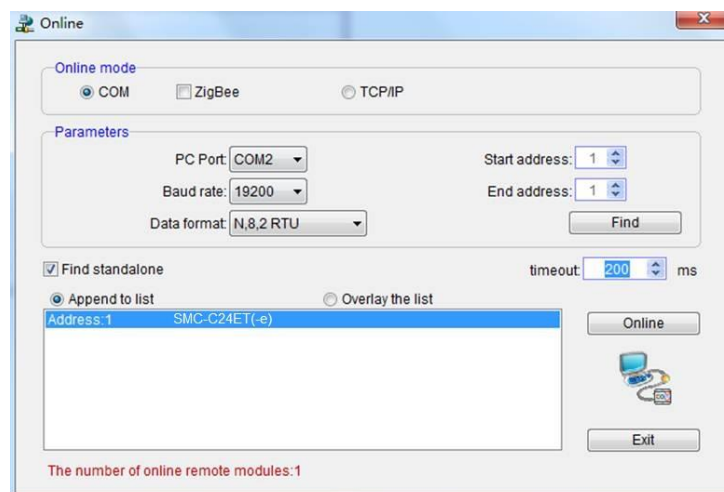 Online
Online mode
COM ZigBee TCP/IP
Parameters
PC Port: COM2 Start address: 1
Baud rate: 19200 End address: 1
Data format: N,8,2 RTU Find
Find standalone timeout: 200 ms
Append to list Overlay the list
Address:1 SMC-C24ET(-e) Online
Exit
The number of online remote modules:1